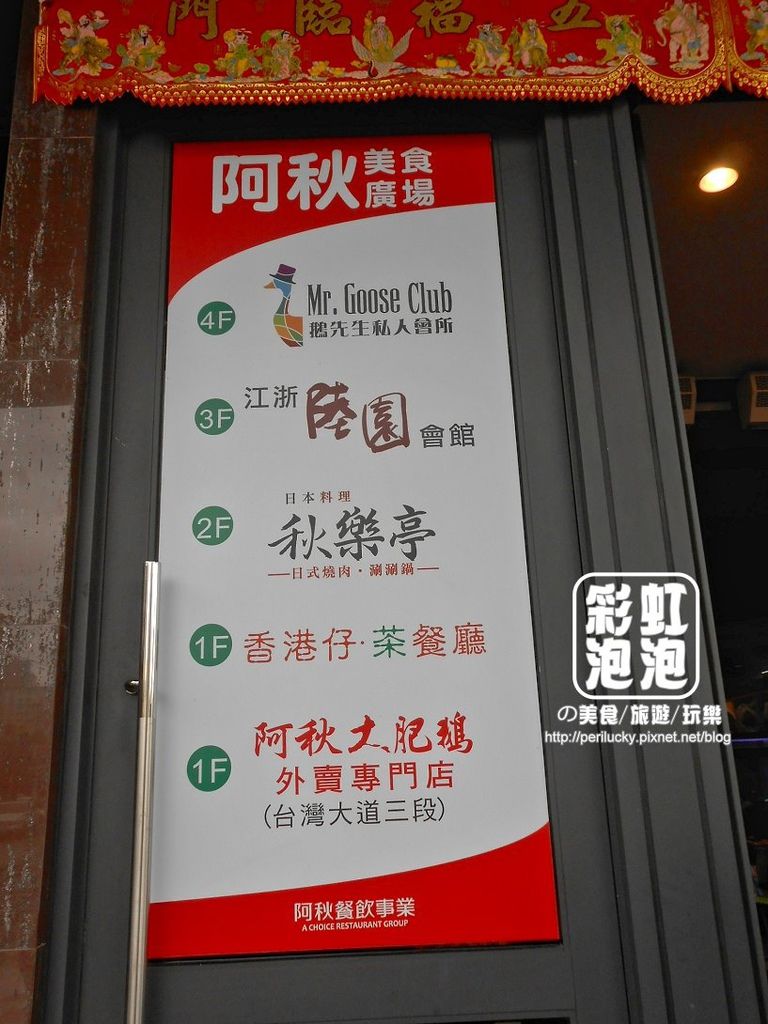 門臨福五
阿秋美食廣場
4F Mr. Goose Club
鵝先生私人會所
3F 江浙陸園會館
日本料理
2F 秋樂亭
日式燒肉・涮涮鍋
1F 香港仔・茶餐廳
1F 阿秋大肥鵝
外賣專門店
(台灣大道三段)
阿秋餐飲事業
A CHOICE RESTAURANT GROUP
彩虹
泡泡
の美食/旅遊/玩樂
http://perilucky.pixnet.net/blog